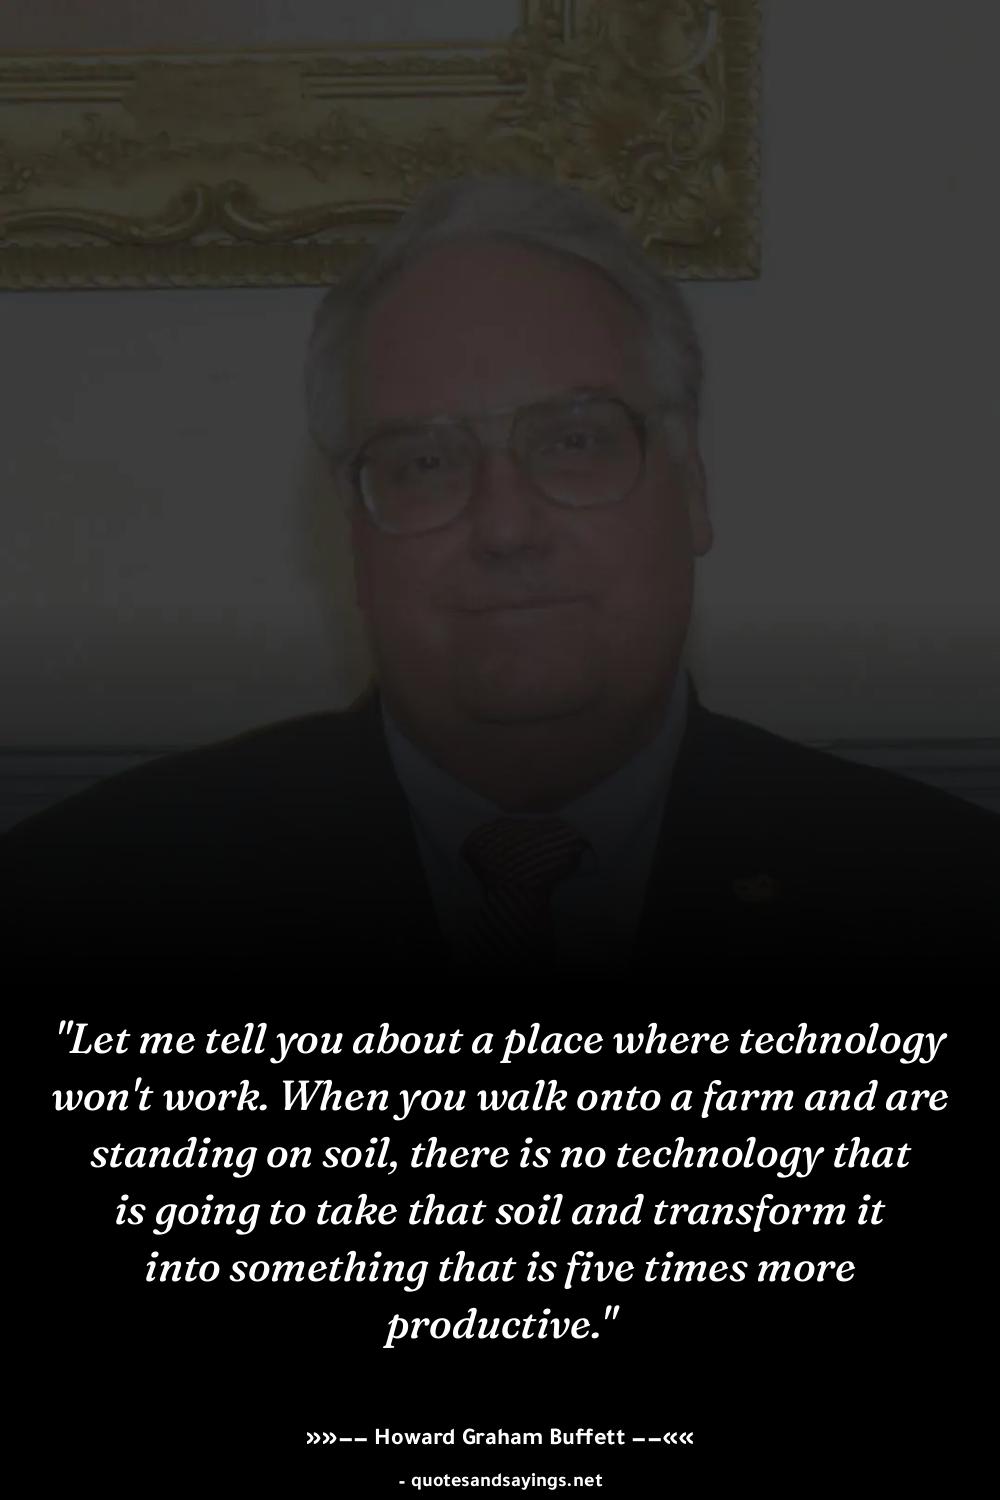 "Let me tell you about a place where technology
won't work. When you walk onto a farm and are
standing on soil, there is no technology that
is going to take that soil and transform it
into something that is five times more
productive."
»»–– Howard Graham Buffett ––««
- quotesandsayings.net